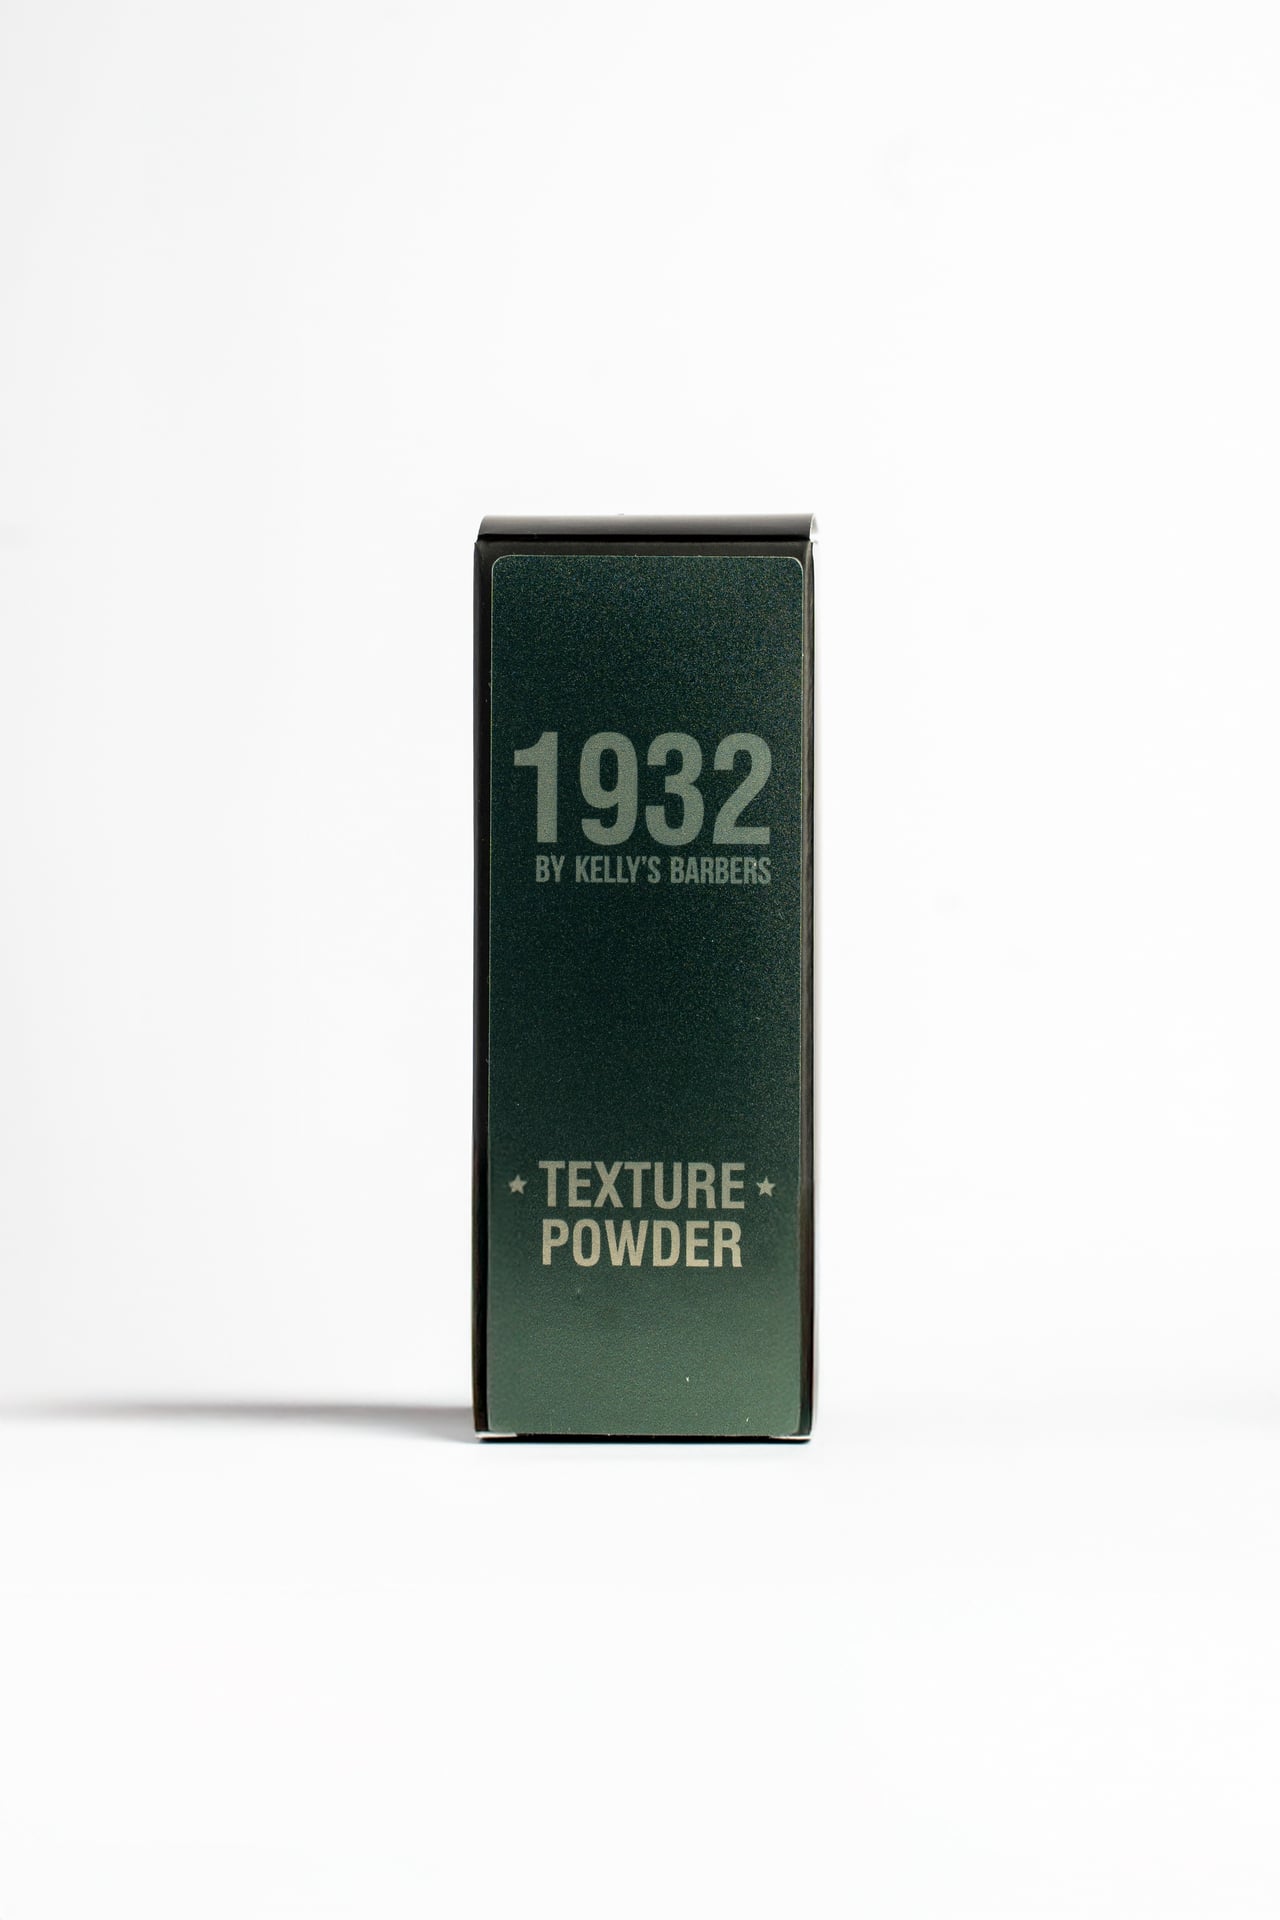 1932
BY KELLY'S BARBERS
TEXTURE
POWDER